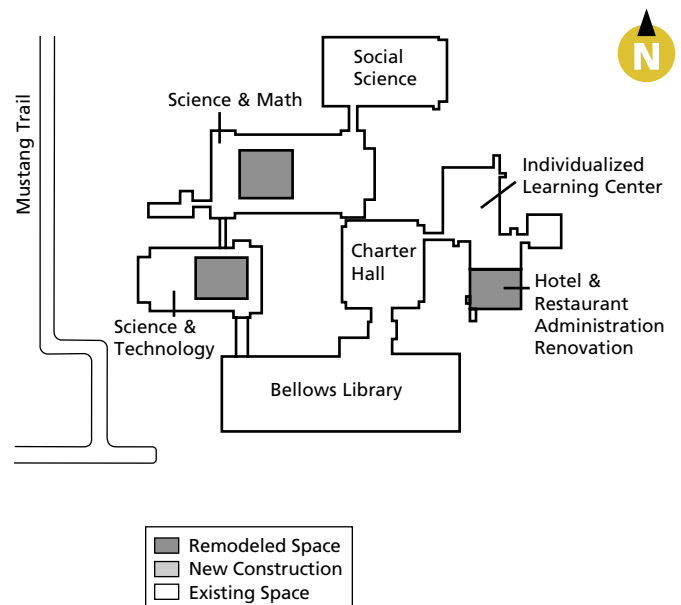 Social
Science
N
Science & Math
Mustang Trail
Individualized
Learning Center
Charter
Hall
Hotel &
Restaurant
Administration
Renovation
Science &
Technology
Bellows Library
Remodeled Space
New Construction
Existing Space